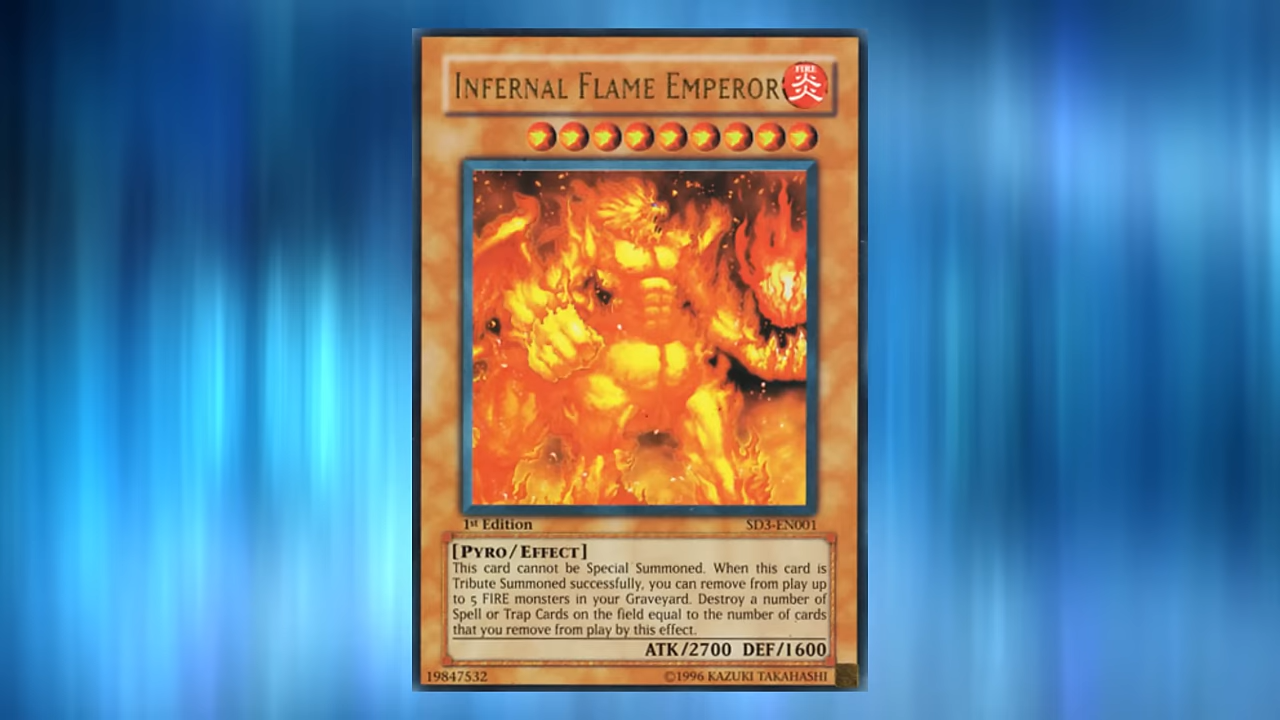 INFERNAL FLAME EMPEROR
FIRE
炎
1st Edition
SD3-EN001
[PYRO/EFFECT]
This card cannot be Special Summoned. When this card is
Tribute Summoned successfully, you can remove from play up
to 5 FIRE monsters in your Graveyard. Destroy a number of
Spell or Trap Cards on the field equal to the number of cards
that you remove from play by this effect.
ATK/2700 DEF/1600
19847532
©1996 KAZUKI TAKAHASHI